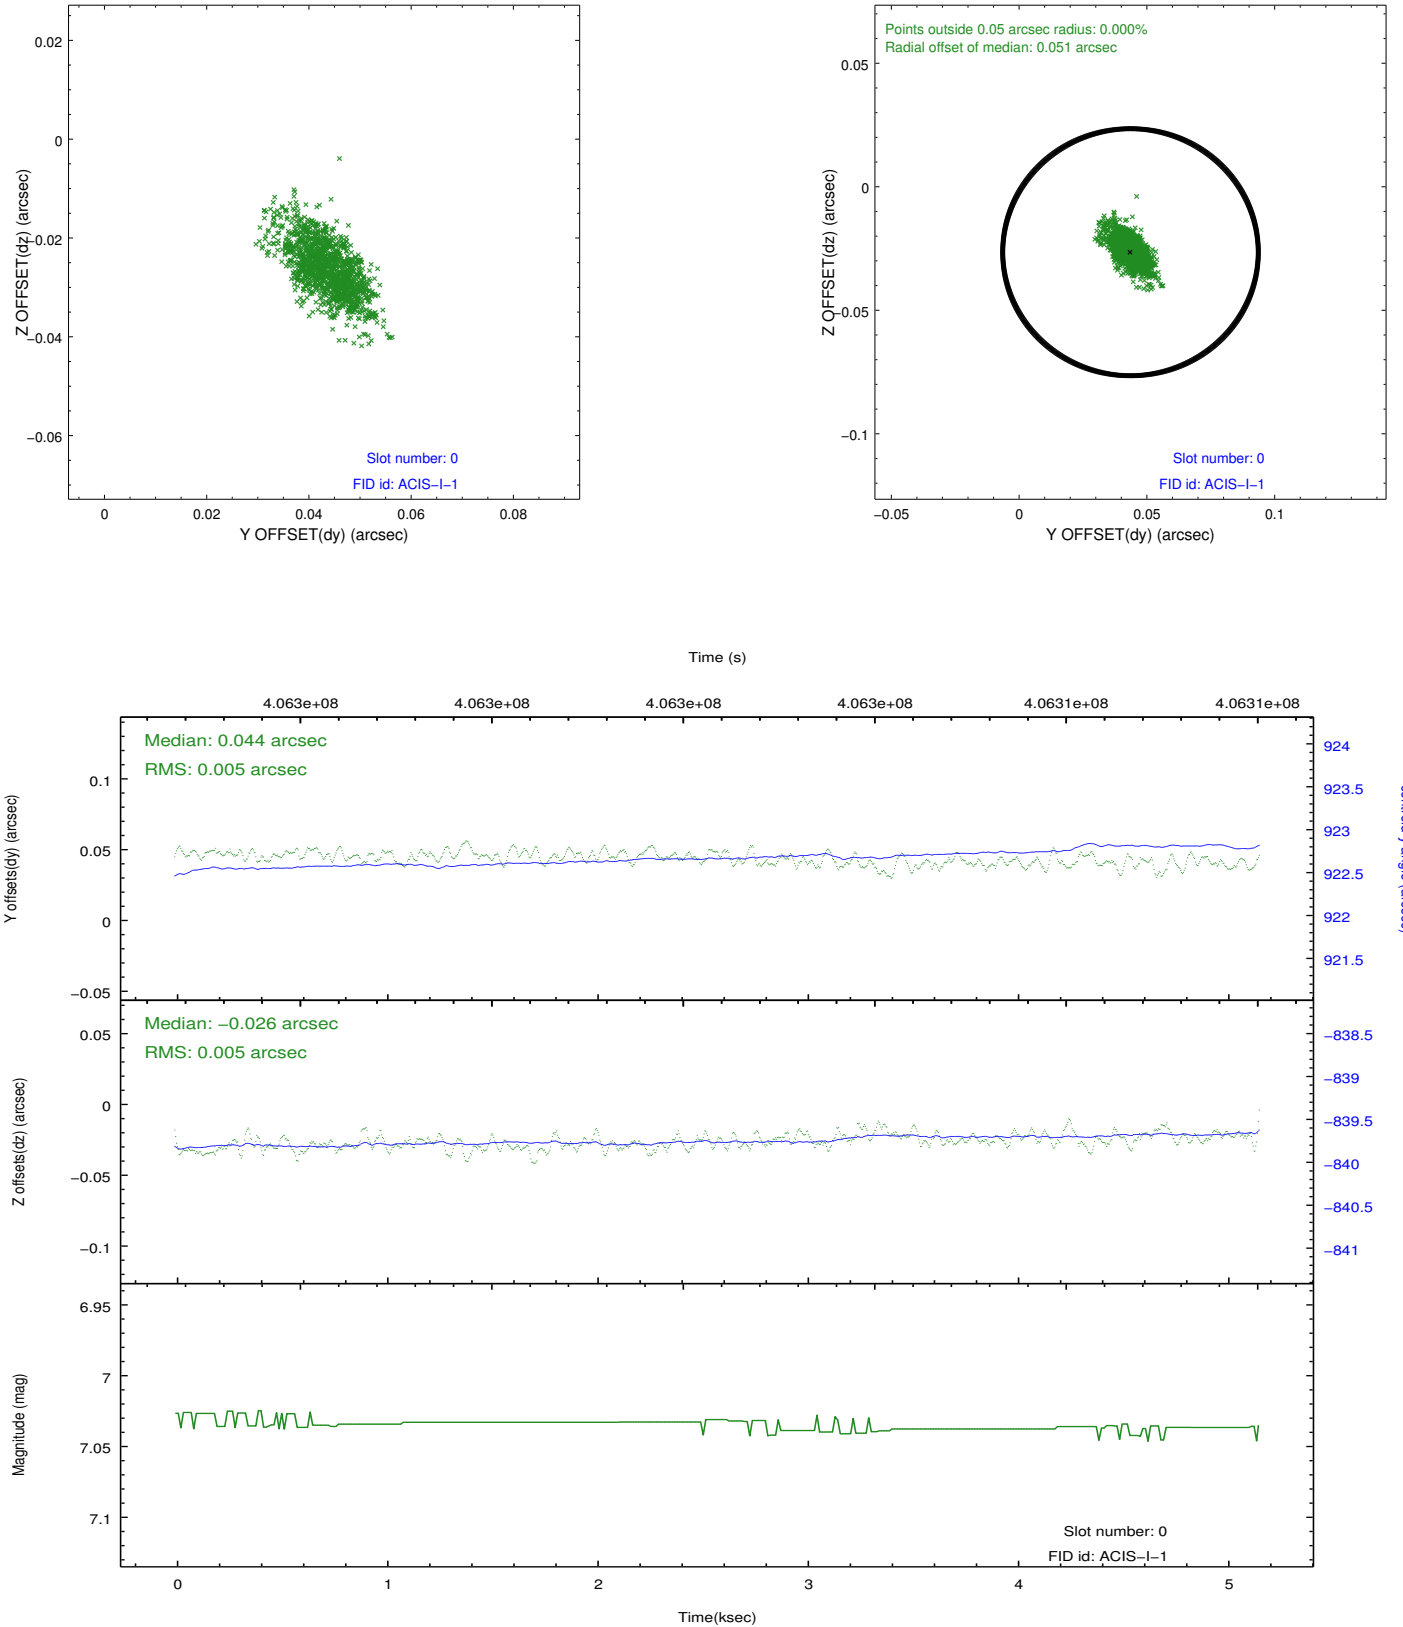 0.02
0
−0.02
−0.04
−0.06
Z OFFSET(dz) (arcsec)
Slot number: 0
FID id: ACIS−I−1
0
0.02
0.04
0.06
0.08
Y OFFSET(dy) (arcsec)
Points outside 0.05 arcsec radius: 0.000%
Radial offset of median: 0.051 arcsec
0.05
0
−0.05
−0.1
Z OFFSET(dz) (arcsec)
Slot number: 0
FID id: ACIS−I−1
−0.05
0
0.05
0.1
Y OFFSET(dy) (arcsec)
Time (s)
4.063e+08
4.063e+08
4.063e+08
4.063e+08
4.0631e+08
4.0631e+08
Median: 0.044 arcsec
RMS: 0.005 arcsec
0.1
0.05
0
−0.05
Y offsets(dy) (arcsec)
924
923.5
923
922.5
922
921.5
Median: −0.026 arcsec
RMS: 0.005 arcsec
0.05
0
−0.05
−0.1
Z offsets(dz) (arcsec)
−838.5
−839
−839.5
−840
−840.5
−841
6.95
7
7.05
7.1
Magnitude (mag)
Slot number: 0
FID id: ACIS−I−1
0
1
2
3
4
5
Time(ksec)